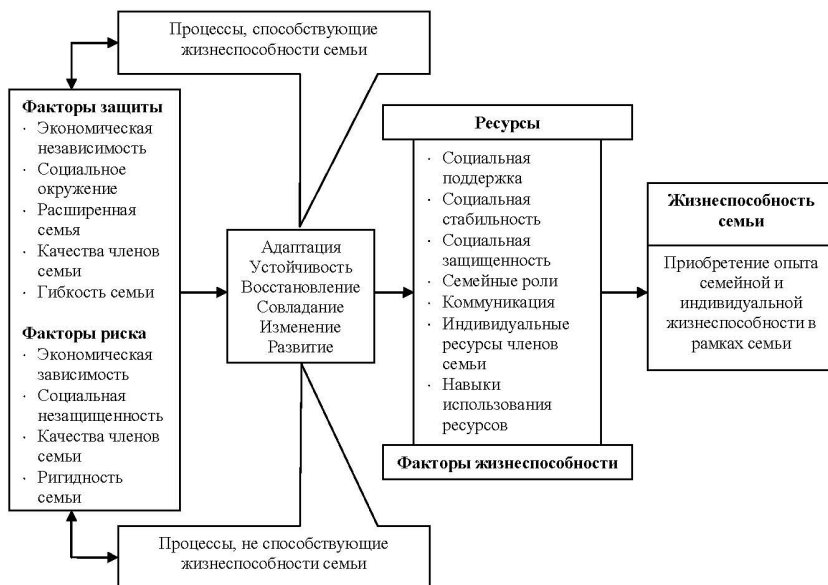 Процессы, способствующие
жизнеспособности семьи
Факторы защиты
· Экономическая
независимость
· Социальное
окружение
· Расширенная
семья
· Качества членов
семьи
· Гибкость семьи
Факторы риска
· Экономическая
зависимость
· Социальная
незащищенность
· Качества членов
семьи
· Ригидность
семьи
Адаптация
Устойчивость
Восстановление
Совладание
Изменение
Развитие
Ресурсы
· Социальная
поддержка
· Социальная
стабильность
· Социальная
защищенность
· Семейные роли
· Коммуникация
· Индивидуальные
ресурсы членов
семьи
· Навыки
использования
ресурсов
Факторы жизнеспособности
Жизнеспособность
семьи
Приобретение опыта
семейной и
индивидуальной
жизнеспособности в
рамках семьи
Процессы, не способствующие
жизнеспособности семьи